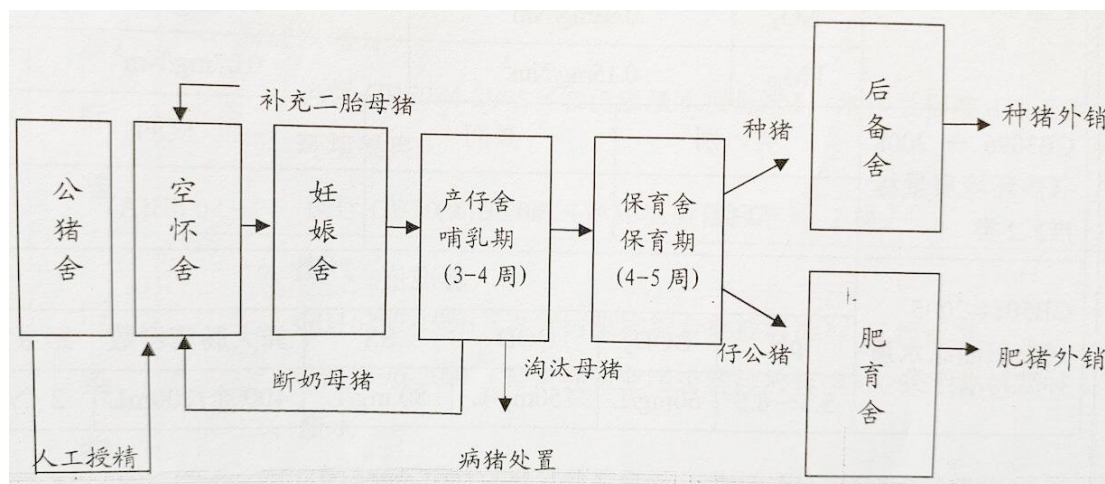 补充二胎母猪
公猪舍
空怀舍
妊娠舍
产仔舍
哺乳期
(3-4周)
保育舍
保育期
(4-5周)
种猪
后备舍
种猪外销
仔公猪
肥育舍
肥猪外销
断奶母猪
淘汰母猪
人工授精
病猪处置